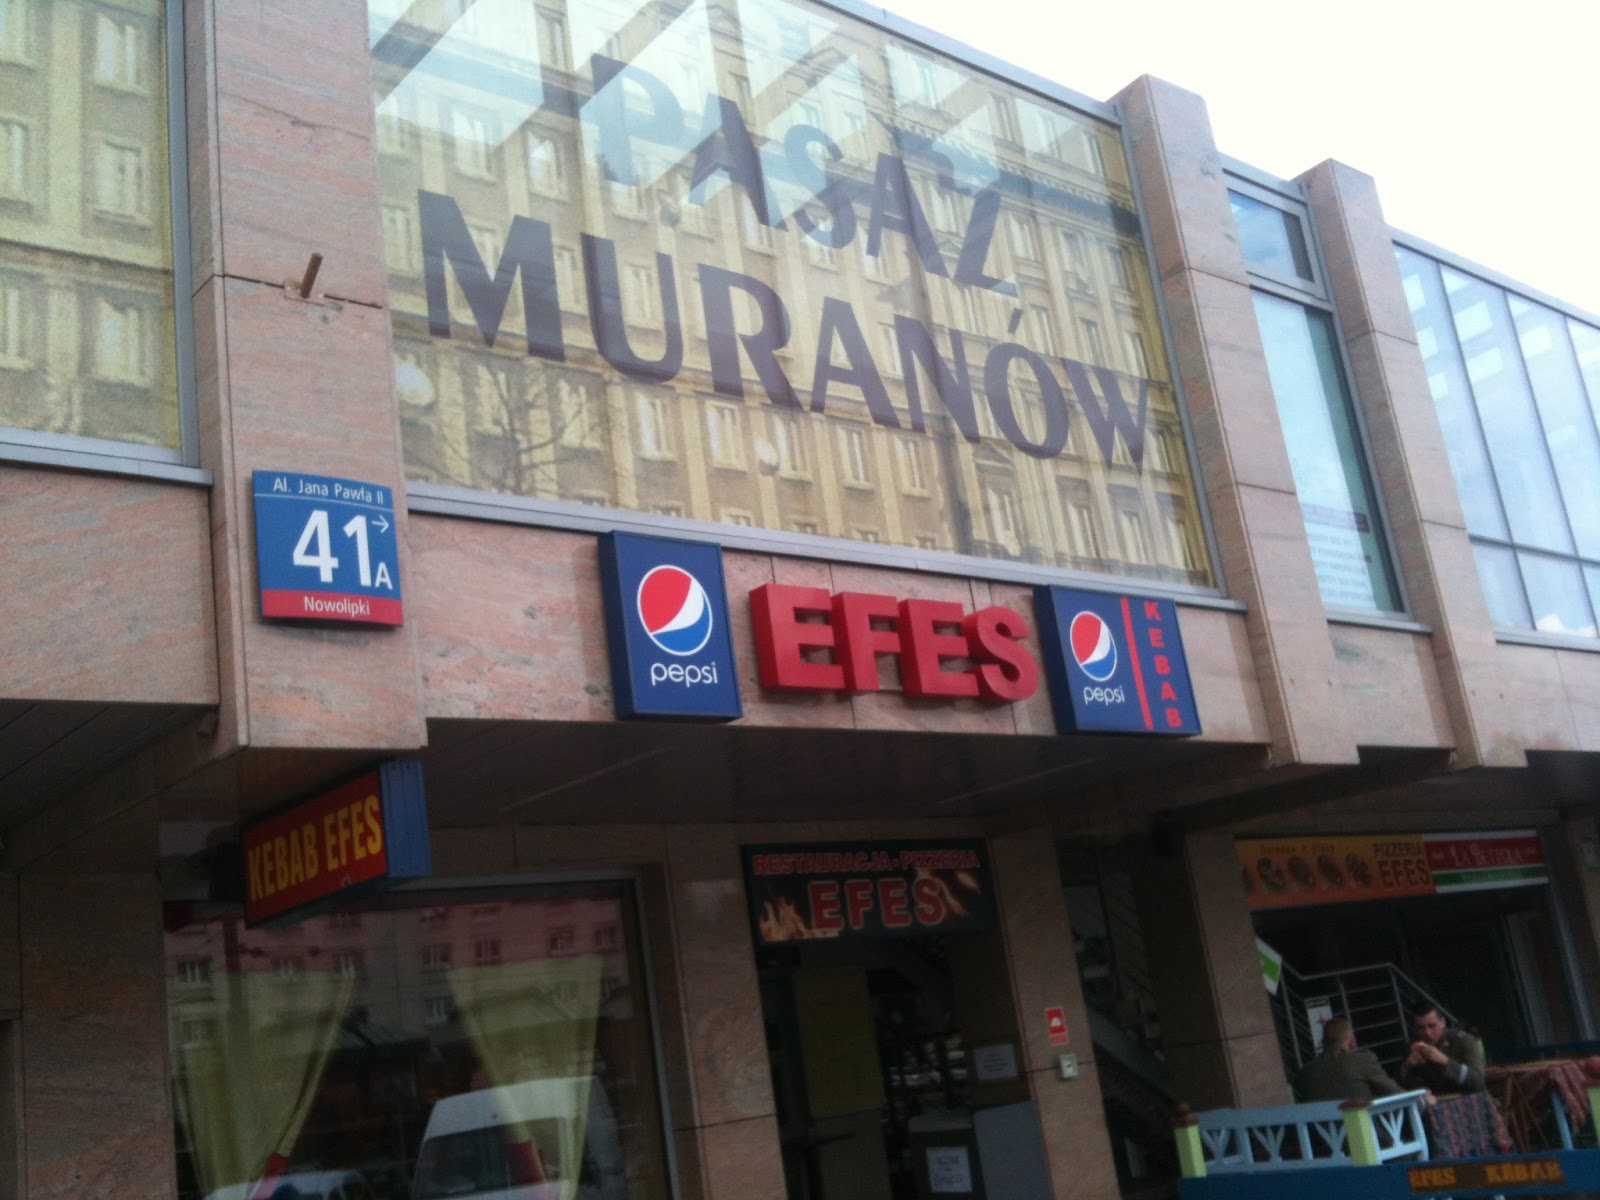 PASAŻ
MURANÓW
Al. Jana Pawła II
41A
Nowolipki
pepsi
EFES
pepsi
KEBAB
KEBAB EFES
RESTAURACJA - PIZZERIA
EFES
PIZZERIA
EFES
EFES KEBAB